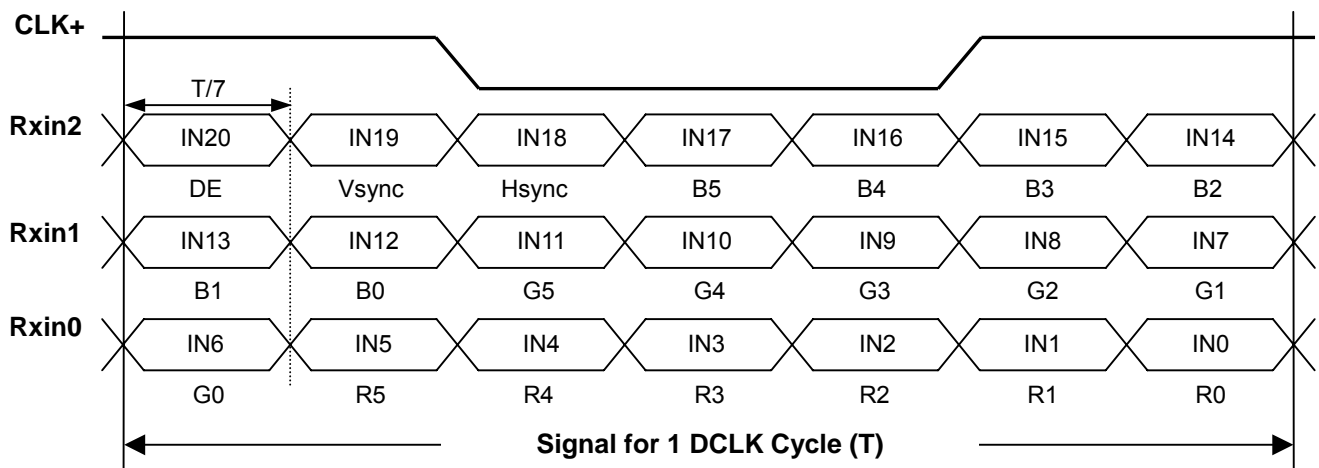 CLK+
T/7
Rxin2 IN20 IN19 IN18 IN17 IN16 IN15 IN14
DE Vsync Hsync B5 B4 B3 B2
Rxin1 IN13 IN12 IN11 IN10 IN9 IN8 IN7
B1 B0 G5 G4 G3 G2 G1
Rxin0 IN6 IN5 IN4 IN3 IN2 IN1 IN0
G0 R5 R4 R3 R2 R1 R0
Signal for 1 DCLK Cycle (T)